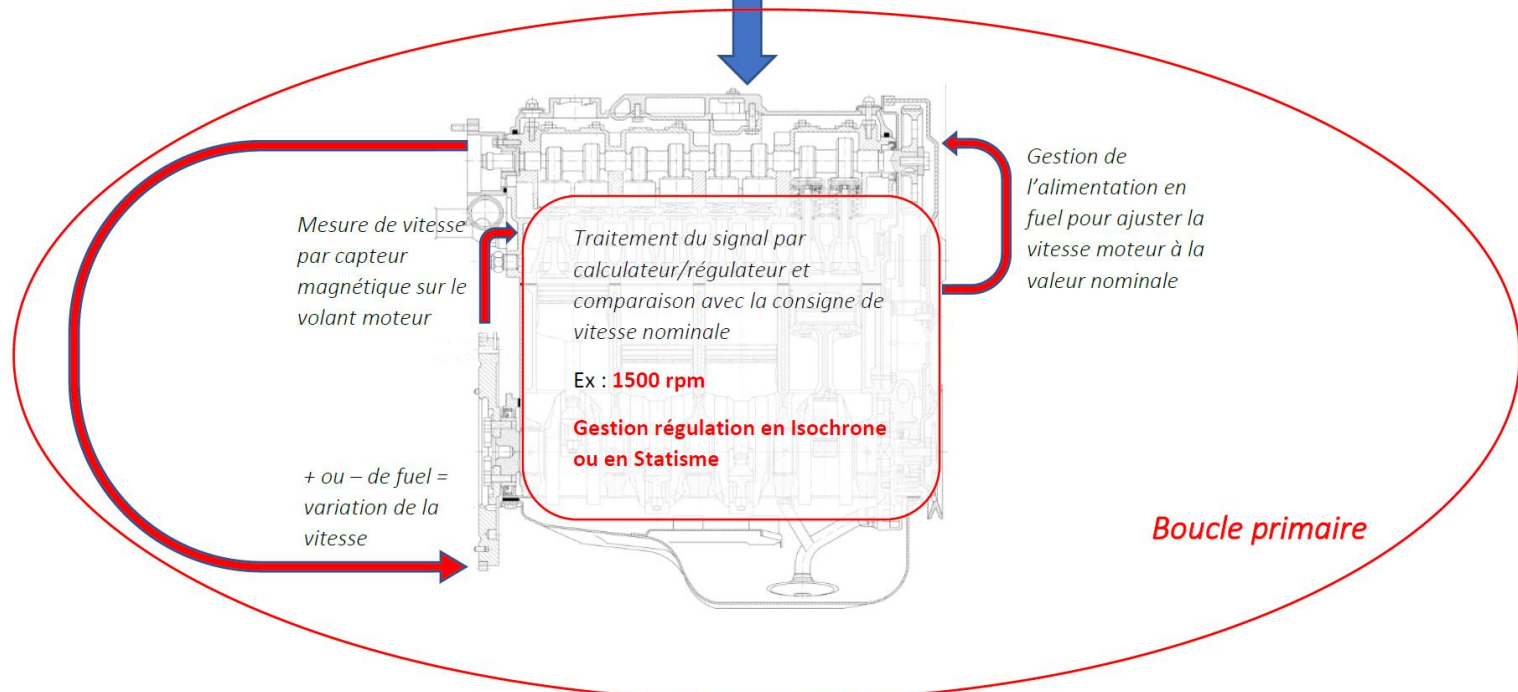 Mesure de vitesse
par capteur
magnétique sur le
volant moteur
+ ou – de fuel =
variation de la
vitesse
Traitement du signal par
calculateur/régulateur et
comparaison avec la consigne de
vitesse nominale
Ex : 1500 rpm
Gestion régulation en Isochrone
ou en Statisme
Gestion de
l’alimentation en
fuel pour ajuster la
vitesse moteur à la
valeur nominale
Boucle primaire